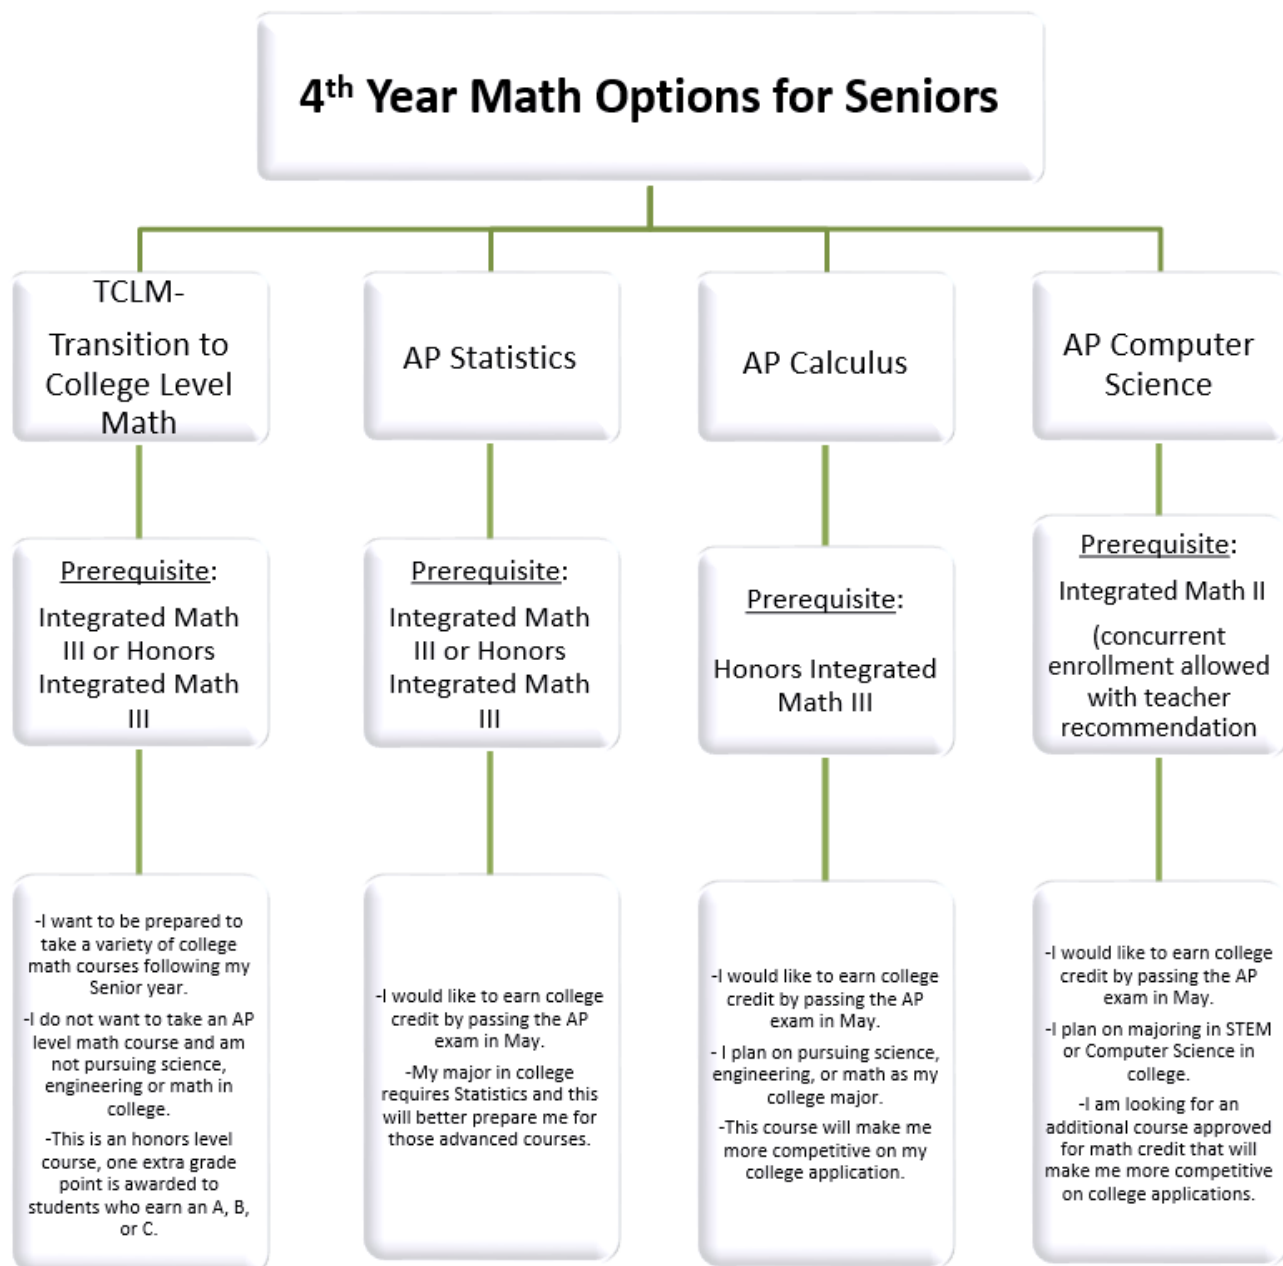 4th Year Math Options for Seniors
TCLM-
Transition to
College Level
Math
AP Statistics
AP Calculus
AP Computer
Science
Prerequisite:
Integrated Math
III or Honors
Integrated Math
III
Prerequisite:
Integrated Math
III or Honors
Integrated Math
III
Prerequisite:
Honors Integrated
Math III
Prerequisite:
Integrated Math II
(concurrent
enrollment allowed
with teacher
recommendation
-I want to be prepared to
take a variety of college
math courses following my
Senior year.
-I do not want to take an AP
level math course and am
not pursuing science,
engineering or math in
college.
-This is an honors level
course, one extra grade
point is awarded to
students who earn an A, B,
or C.
-I would like to earn college
credit by passing the AP
exam in May.
-My major in college
requires Statistics and this
will better prepare me for
those advanced courses.
-I would like to earn college
credit by passing the AP
exam in May.
- I plan on pursuing science,
engineering, or math as my
college major.
-This course will make me
more competitive on my
college application.
-I would like to earn college
credit by passing the AP
exam in May.
-I plan on majoring in STEM
or Computer Science in
college.
-I am looking for an
additional course approved
for math credit that will
make me more competitive
on college applications.